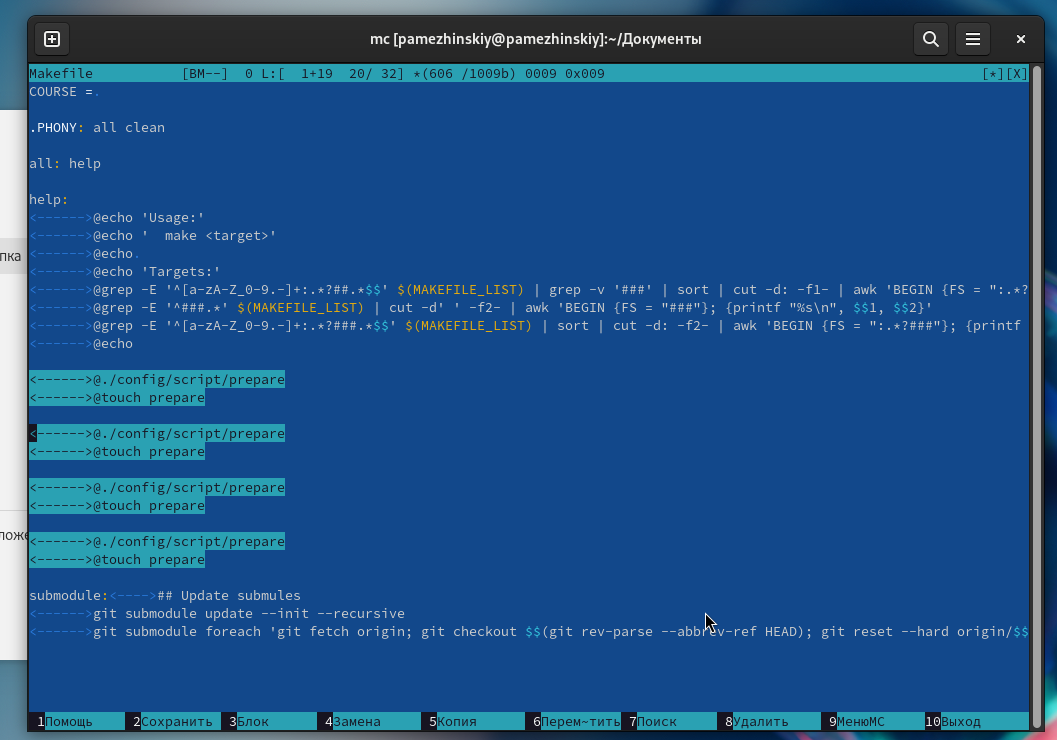 mc [pamezhinskiy@pamezhinskiy]:~/Документы
Makefile [BM--] 0 L:[ 1+19 20/ 32] *(606 /1009b) 0009 0x009 [*][X]
COURSE =.
.PHONY: all clean
all: help
help:
<------>@echo 'Usage:'
<------>@echo '  make <target>'
<------>@echo.
<------>@echo 'Targets:'
<------>@grep -E '^[a-zA-Z_0-9.-]+:.*?##.*$$' $(MAKEFILE_LIST) | grep -v '###' | sort | cut -d: -f1- | awk 'BEGIN {FS = ":.*?
<------>@grep -E '^###.*' $(MAKEFILE_LIST) | cut -d' ' -f2- | awk 'BEGIN {FS = "###"}; {printf "%s\n", $$1, $$2}'
<------>@grep -E '^[a-zA-Z_0-9.-]+:.*?###.*$$' $(MAKEFILE_LIST) | sort | cut -d: -f2- | awk 'BEGIN {FS = ":.*?###"}; {printf
<------>@echo
<------>@./config/script/prepare
<------>@touch prepare
<------>@./config/script/prepare
<------>@touch prepare
<------>@./config/script/prepare
<------>@touch prepare
<------>@./config/script/prepare
<------>@touch prepare
submodule:<---->## Update submules
<------>git submodule update --init --recursive
<------>git submodule foreach 'git fetch origin; git checkout $$(git rev-parse --abbrev-ref HEAD); git reset --hard origin/$$
1Помощь 2Сохранить 3Блок 4Замена 5Копия 6Перем~тить 7Поиск 8Удалить 9МенюMC 10Выход